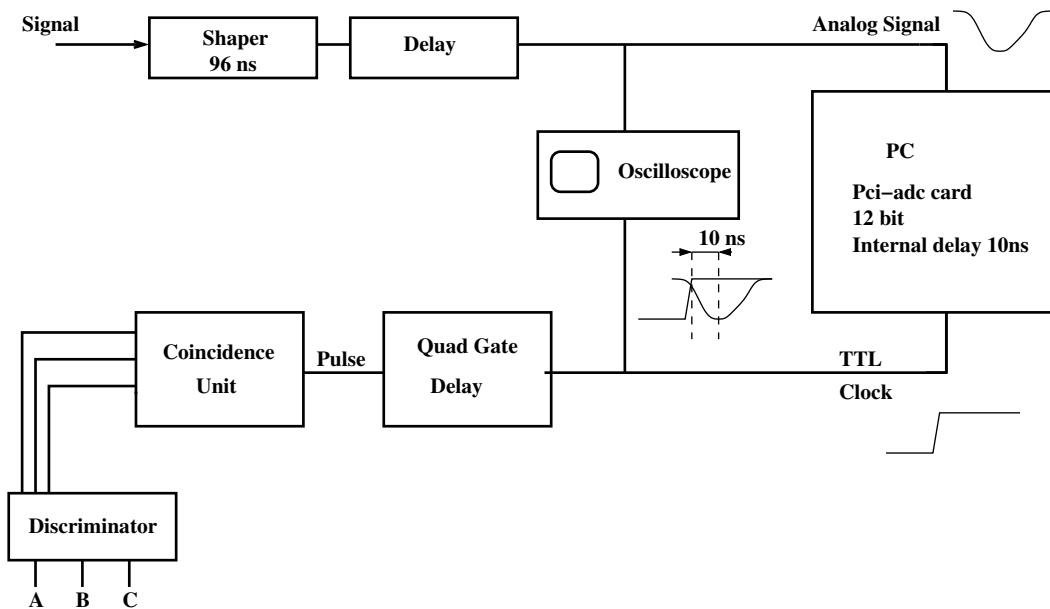 Signal
Shaper
96 ns
Delay
Analog Signal
Oscilloscope
PC
Pci−adc card
12 bit
Internal delay 10ns
10 ns
Coincidence
Unit
Pulse
Quad Gate
Delay
TTL
Clock
Discriminator
A B C